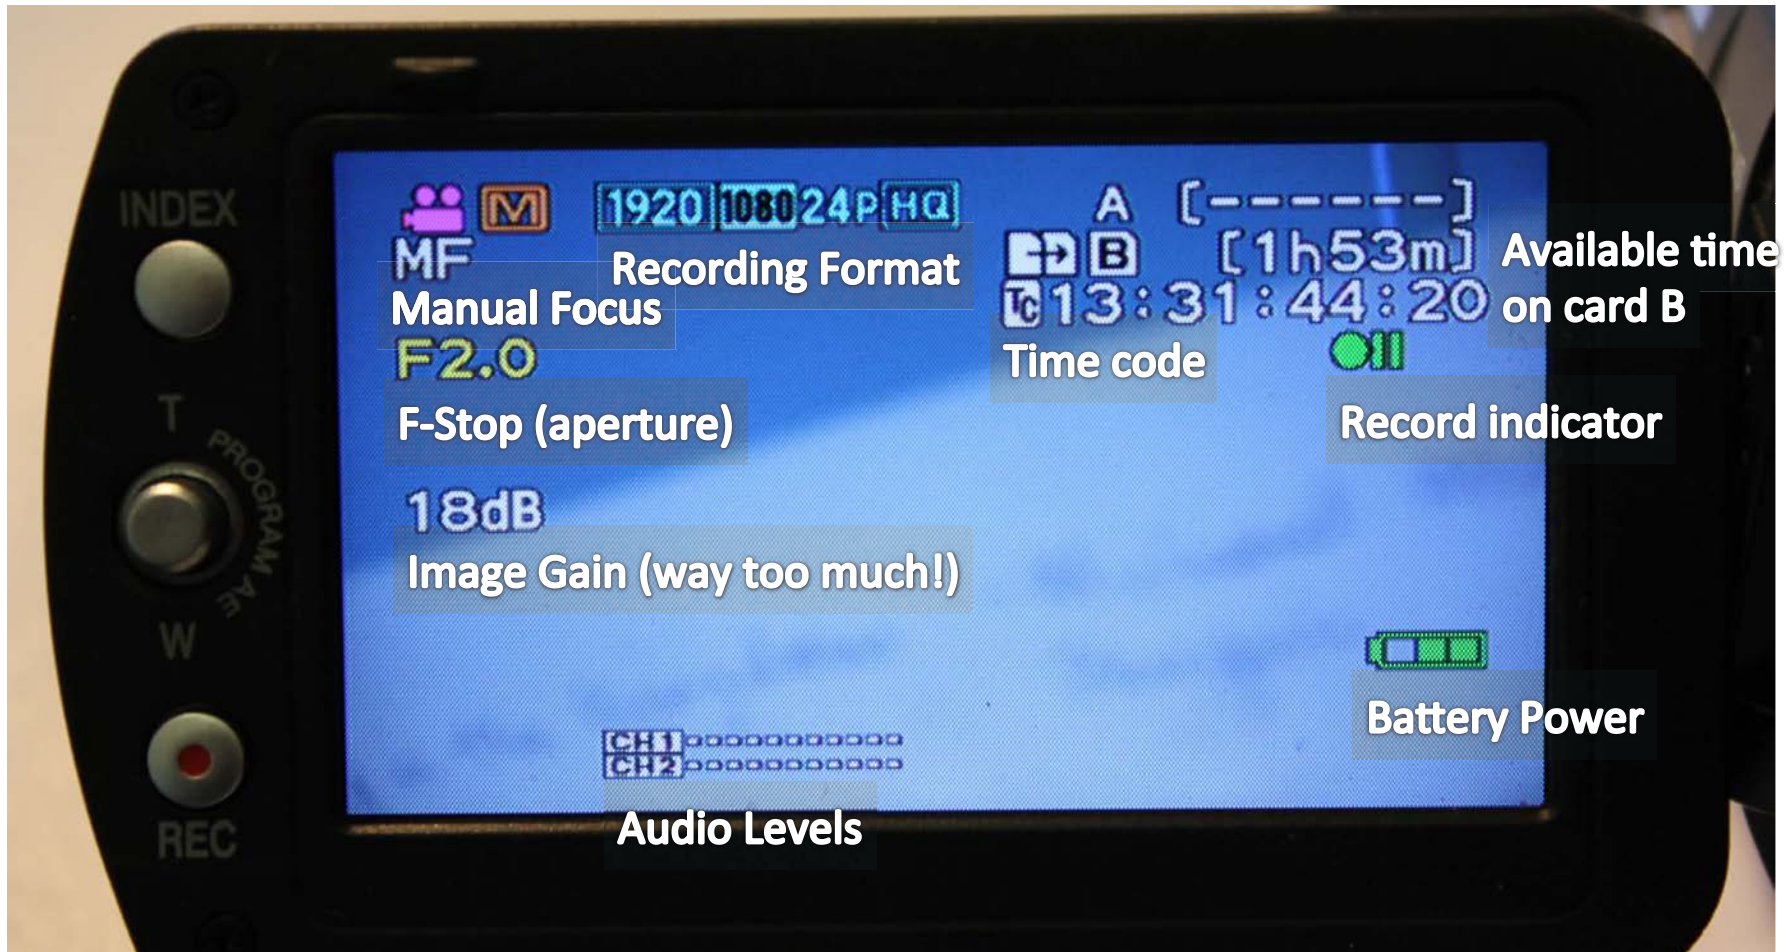 INDEX
M 1920 1080 24P HQ A [------]
MF B [1h53m] Available time
Recording Format
Manual Focus TC 13:31:44:20 on card B
F2.0 Time code
T
F-Stop (aperture) Record indicator
PROGRAM AE
18dB
Image Gain (way too much!)
W
Battery Power
CH1
CH2
REC
Audio Levels